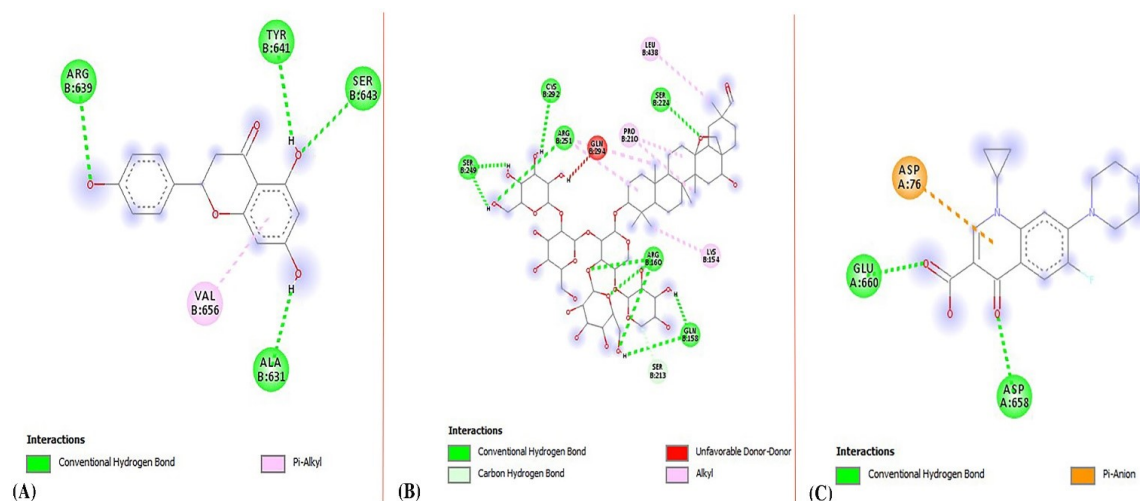 TYR
B:641
ARG
B:639
SER
B:643
O
O
H
O
O
O
H
VAL
B:656
ALA
B:631
Interactions
Conventional Hydrogen Bond
Pi-Alkyl
(A)
LEU
B:438
CYS
B:292
SER
B:224
ARG
B:251
PRO
B:210
GLN
B:294
SER
B:249
LYS
B:154
ARG
B:160
GLN
B:158
SER
B:213
Interactions
Conventional Hydrogen Bond
Carbon Hydrogen Bond
Unfavorable Donor-Donor
Alkyl
(B)
ASP
A:76
N
N
GLU
A:660
O
F
O
O
ASP
A:658
Interactions
Conventional Hydrogen Bond
Pi-Anion
(C)